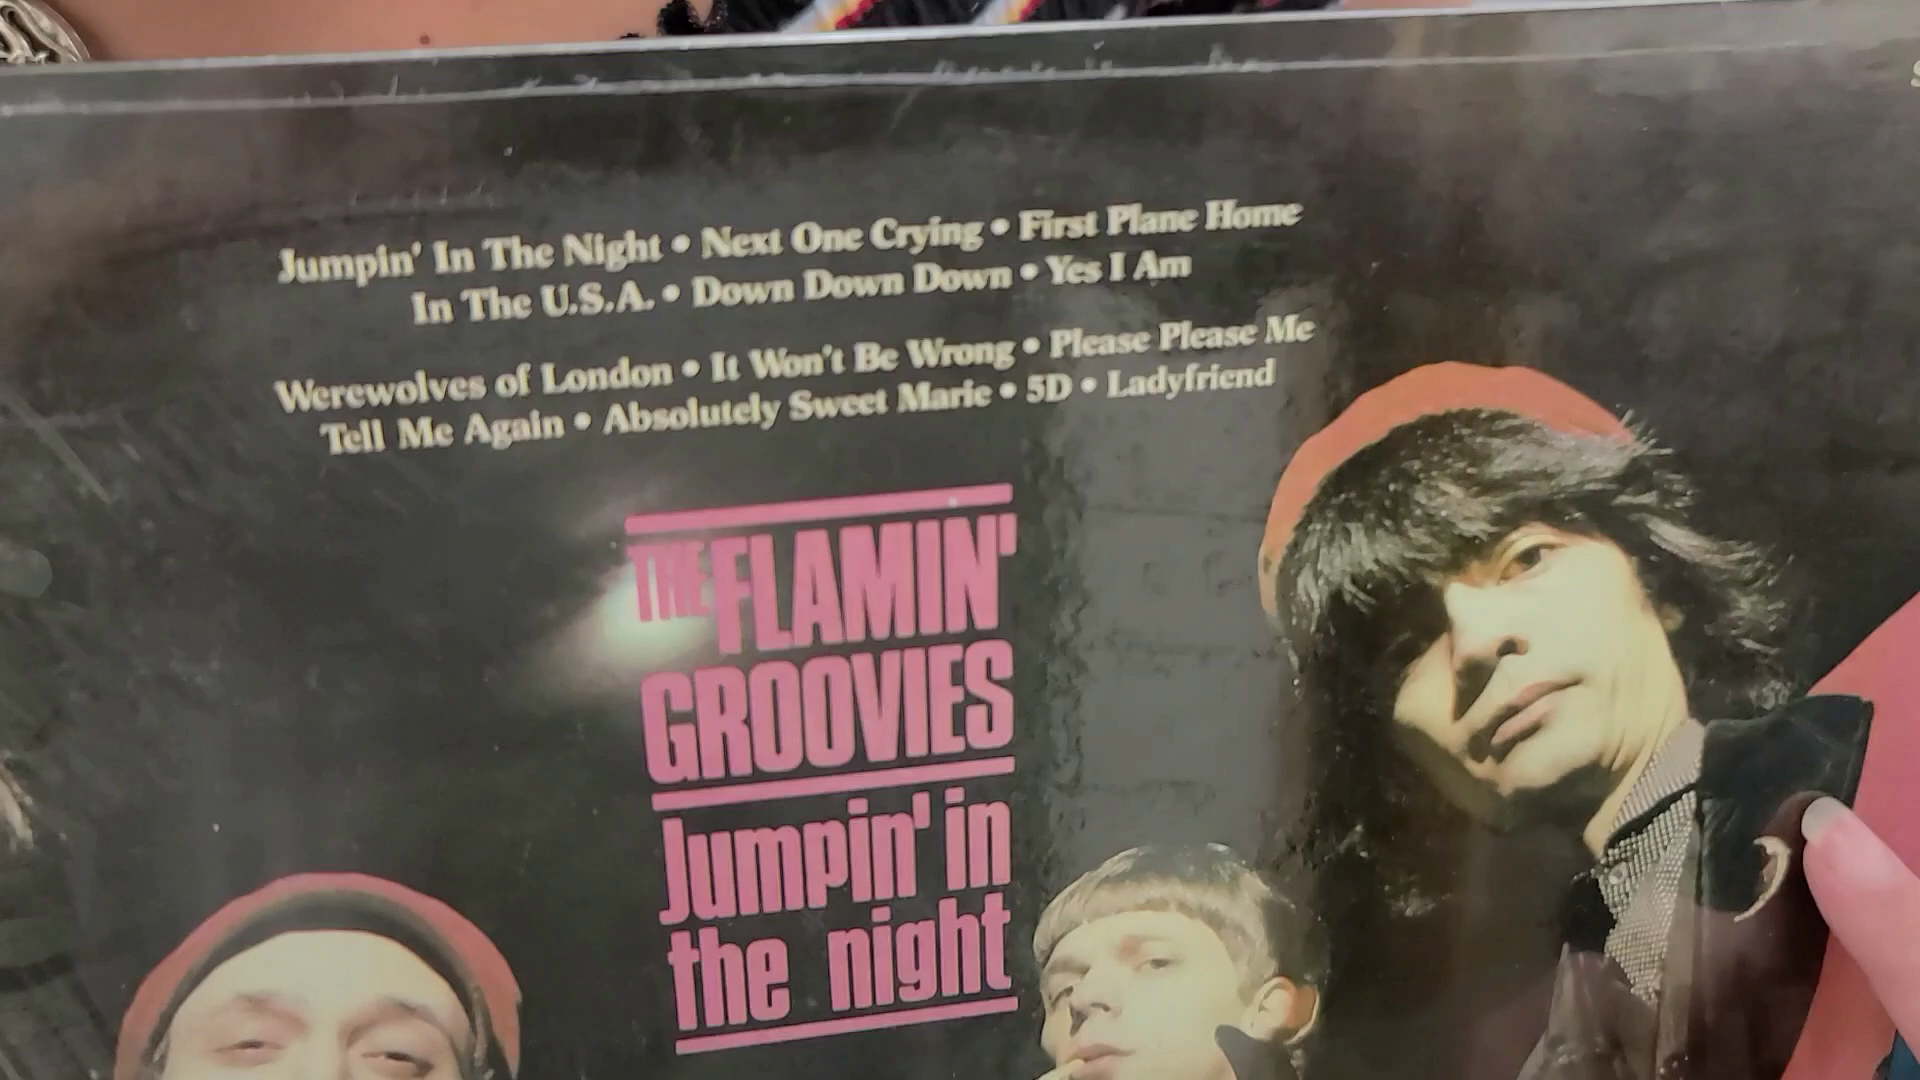 Jumpin' In The Night • Next One Crying • First Plane Home
In The U.S.A. • Down Down Down • Yes I Am
Werewolves of London • It Won't Be Wrong • Please Please Me
Tell Me Again • Absolutely Sweet Marie • 5D • Ladyfriend
THE FLAMIN'
GROOVIES
Jumpin' in
the night